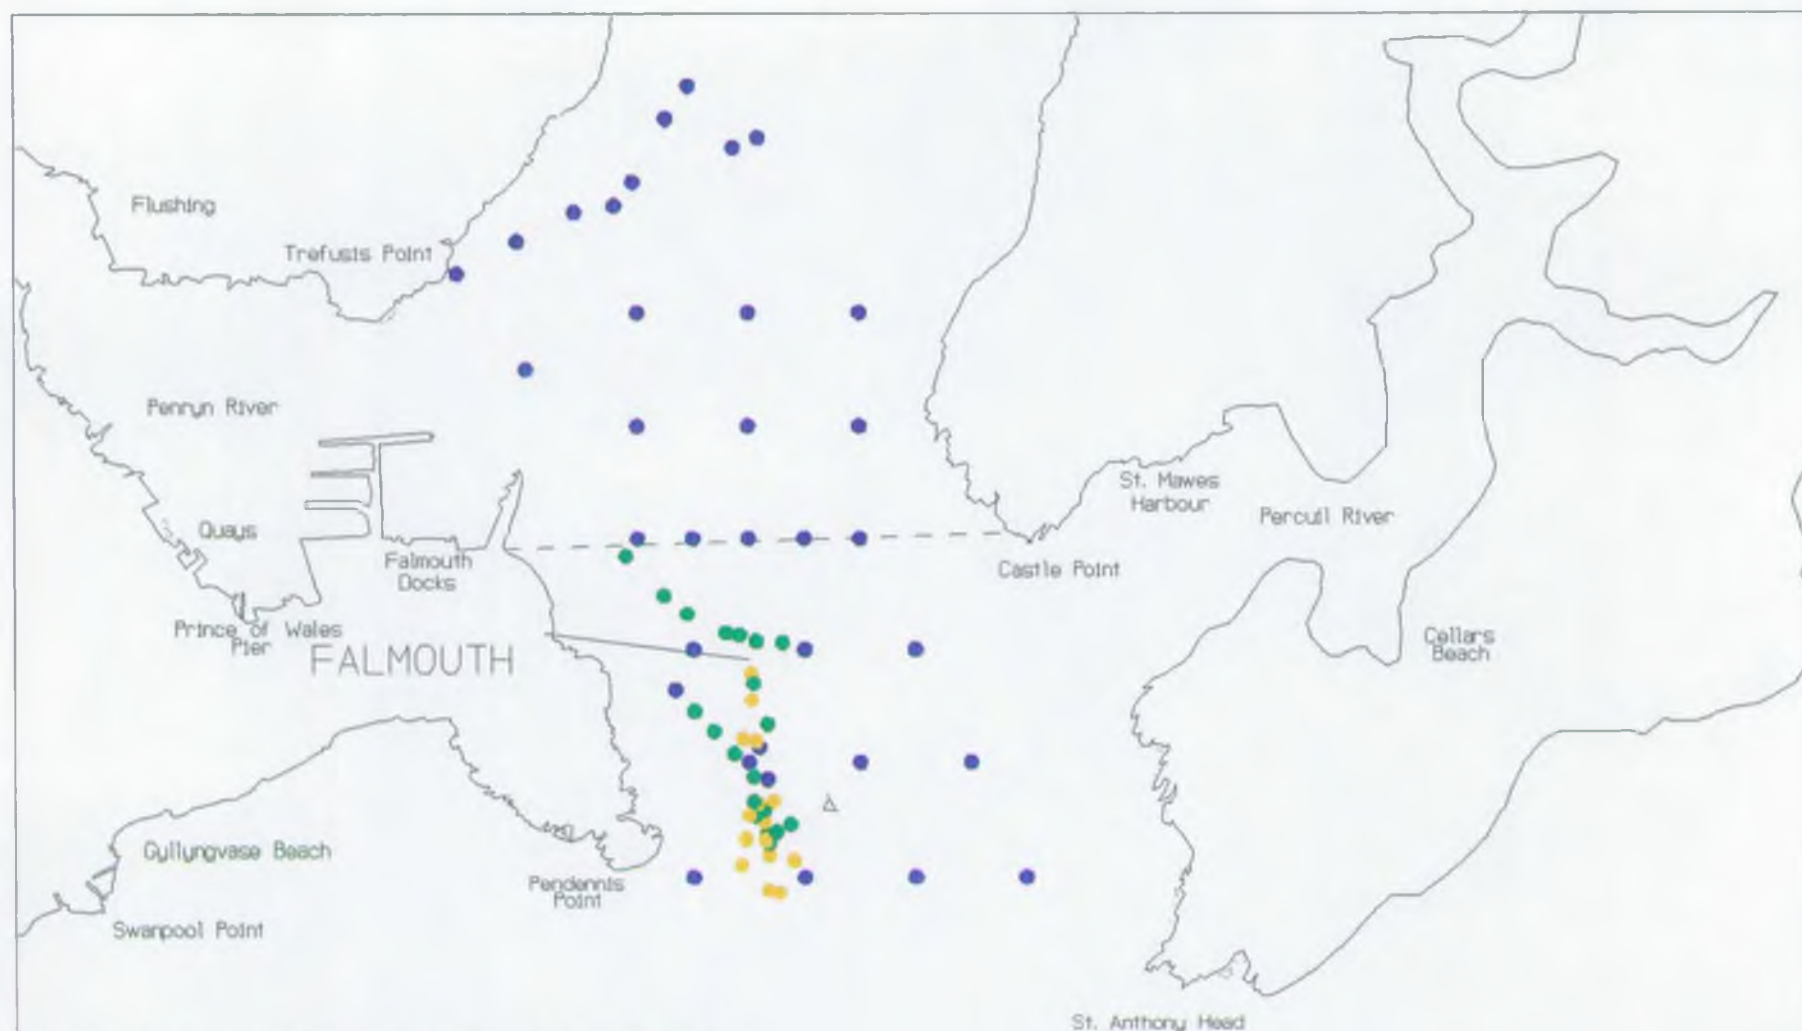 Flushing
Trefusis Point
Penryn River
St. Mawes
Harbour
Percuil River
Quays
Falmouth
Docks
Castle Point
Prince of Wales
Pier
FALMOUTH
Cellars
Beach
Gyllyngvase Beach
Pendennis
Point
Swanpool Point
St. Anthony Head